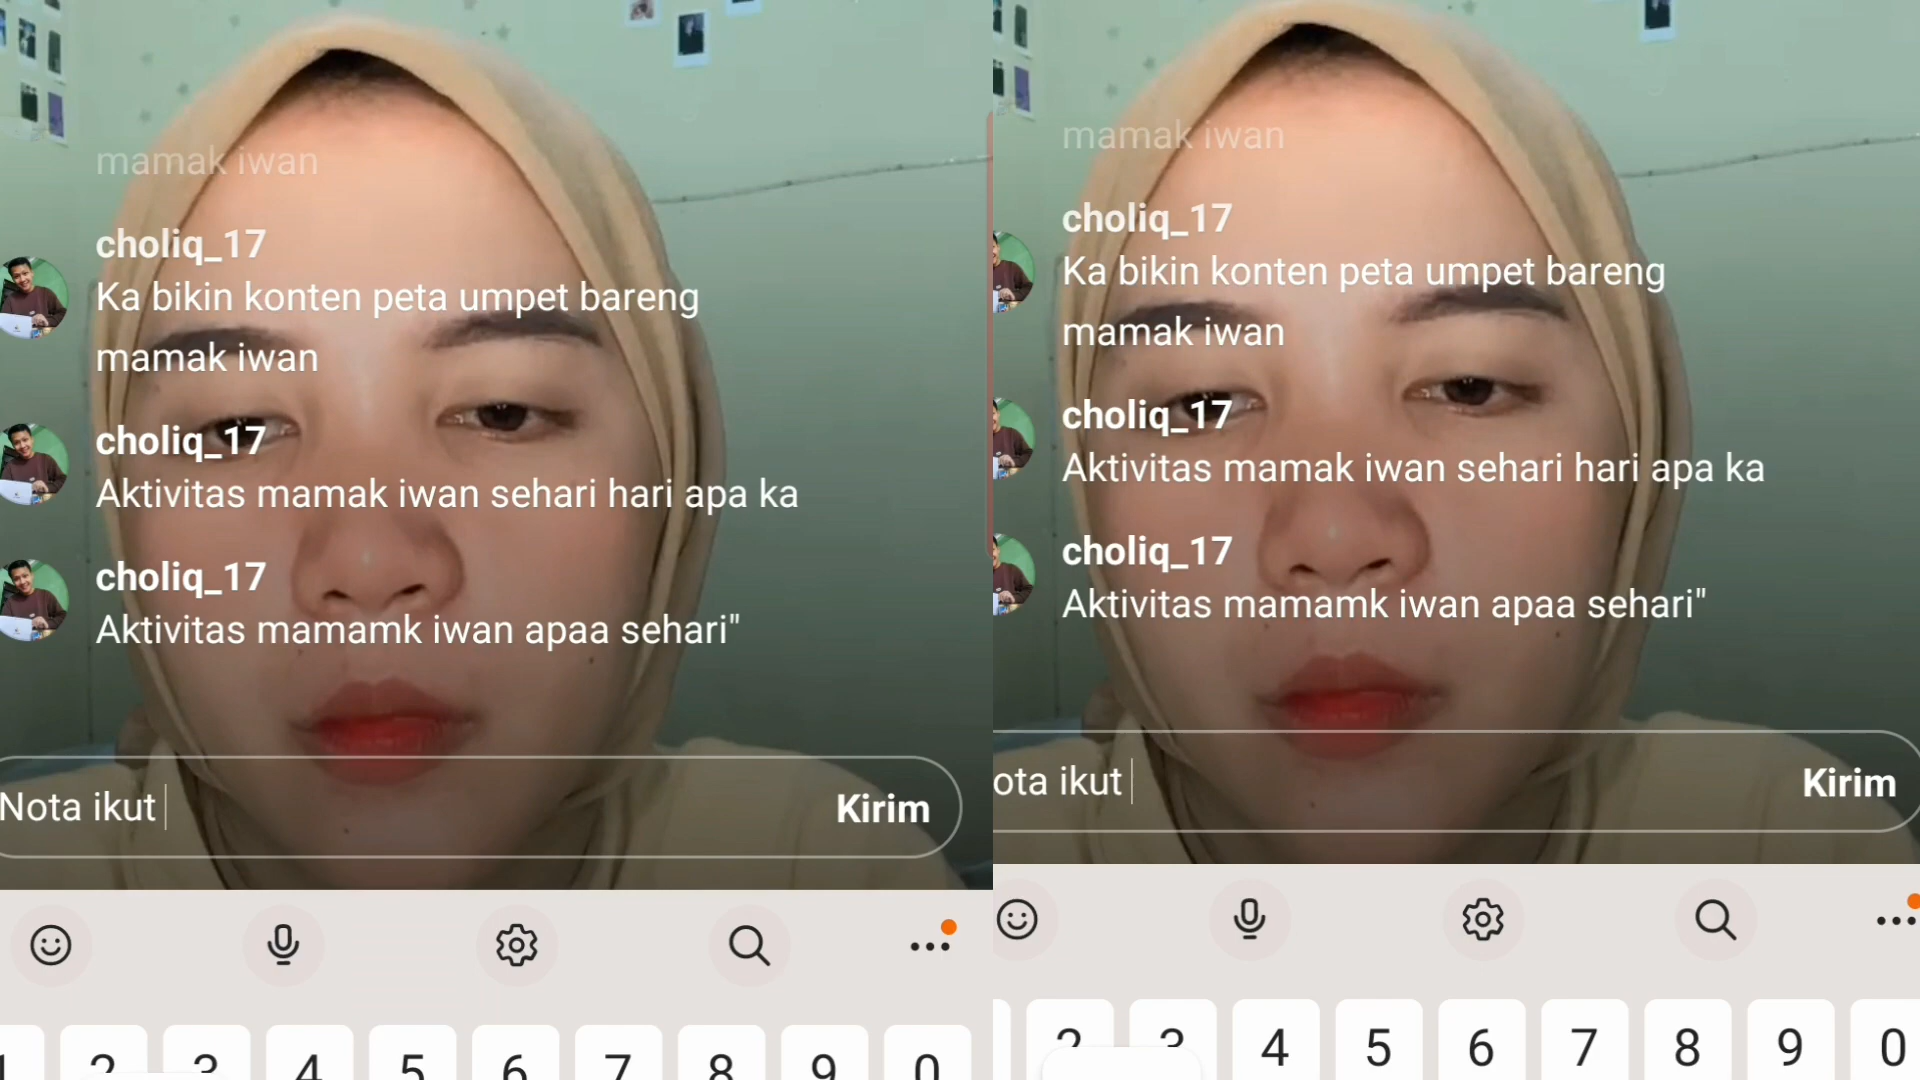 mamak iwan
choliq_17
Ka bikin konten peta umpet bareng
mamak iwan
choliq_17
Aktivitas mamak iwan sehari hari apa ka
choliq_17
Aktivitas mamamk iwan apaa sehari"
Nota ikut
Kirim
1 2 3 4 5 6 7 8 9 0
mamak iwan
choliq_17
Ka bikin konten peta umpet bareng
mamak iwan
choliq_17
Aktivitas mamak iwan sehari hari apa ka
choliq_17
Aktivitas mamamk iwan apaa sehari"
ota ikut
Kirim
2 3 4 5 6 7 8 9 0